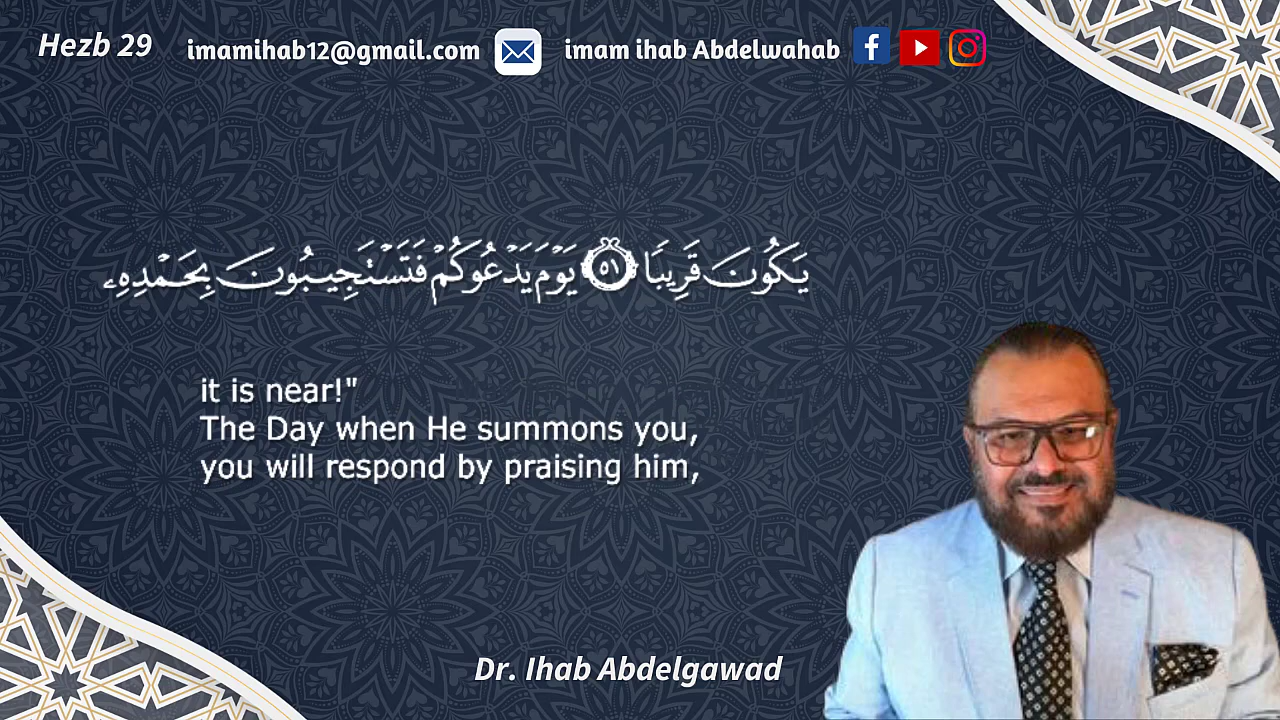 Hezb 29
imamihab12@gmail.com
imam ihab Abdelwahab
يَكُونَ قَرِيبًا ۝٥١ يَوْمَ يَدْعُوكُمْ فَتَسْتَجِيبُونَ بِحَمْدِهِۦ
it is near!"
The Day when He summons you,
you will respond by praising him,
Dr. Ihab Abdelgawad